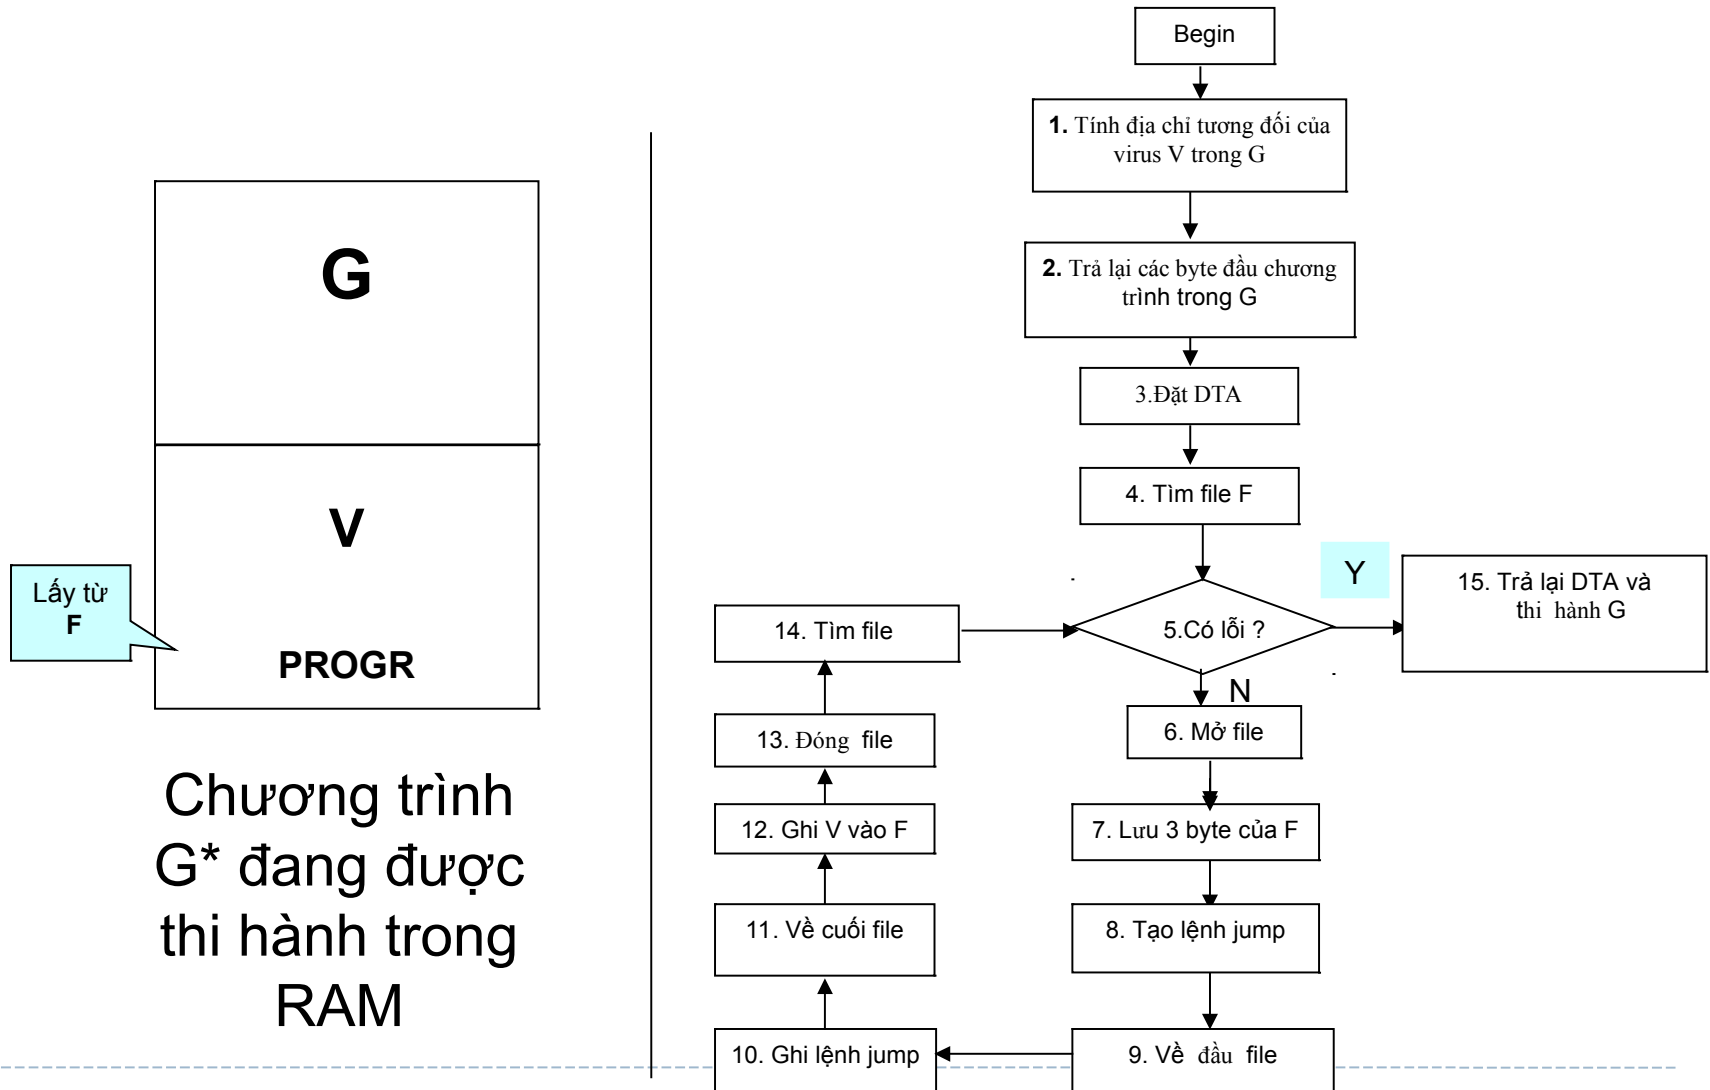 G
V
Lấy từ
F
PROGR
Chương trình
G* đang được
thi hành trong
RAM
Begin
1. Tính địa chỉ tương đối của
virus V trong G
2. Trả lại các byte đầu chương
trình trong G
3.Đặt DTA
4. Tìm file F
5.Có lỗi ?
Y
15. Trả lại DTA và
thi hành G
N
6. Mở file
7. Lưu 3 byte của F
8. Tạo lệnh jump
9. Về đầu file
10. Ghi lệnh jump
11. Về cuối file
12. Ghi V vào F
13. Đóng file
14. Tìm file